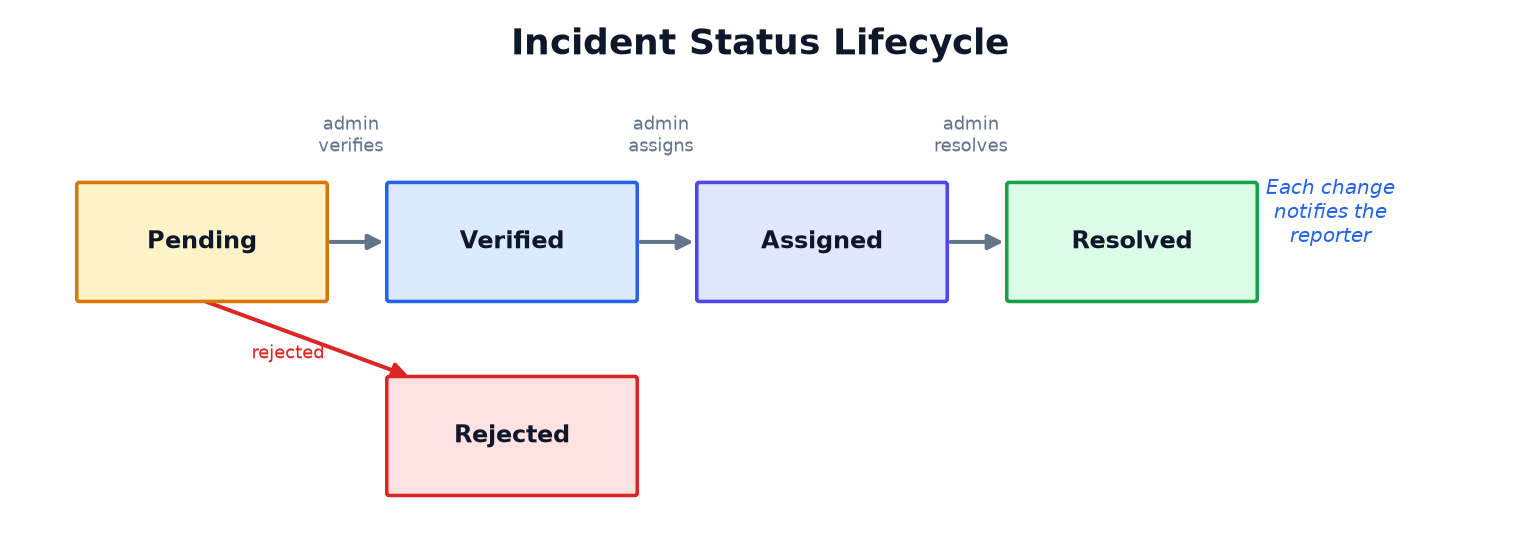 Incident Status Lifecycle
admin
verifies
admin
assigns
admin
resolves
Pending
Verified
Assigned
Resolved
Each change
notifies the
reporter
rejected
Rejected